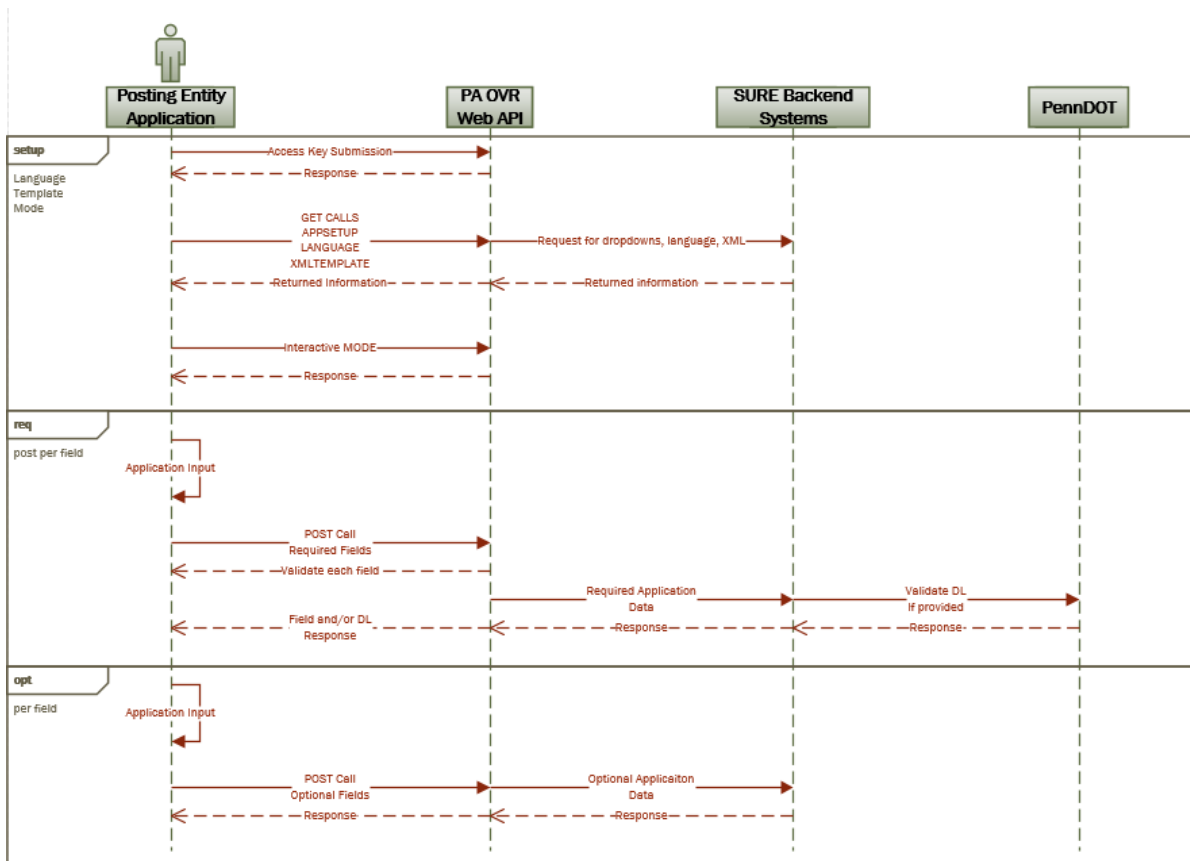 Posting Entity
Application
PA OVR
Web API
SURE Backend
Systems
PennDOT
setup
Language
Template
Mode
Access Key Submission
Response
GET CALLS
APPSETUP
LANGUAGE
XMLTEMPLATE
Request for dropdowns, language, XML
Returned Information
Returned information
Interactive MODE
Response
req
post per field
Application Input
POST Call
Required Fields
Validate each field
Required Application
Data
Validate DL
If provided
Field and/or DL
Response
Response
Response
opt
per field
Application Input
POST Call
Optional Fields
Optional Applicaiton
Data
Response
Response